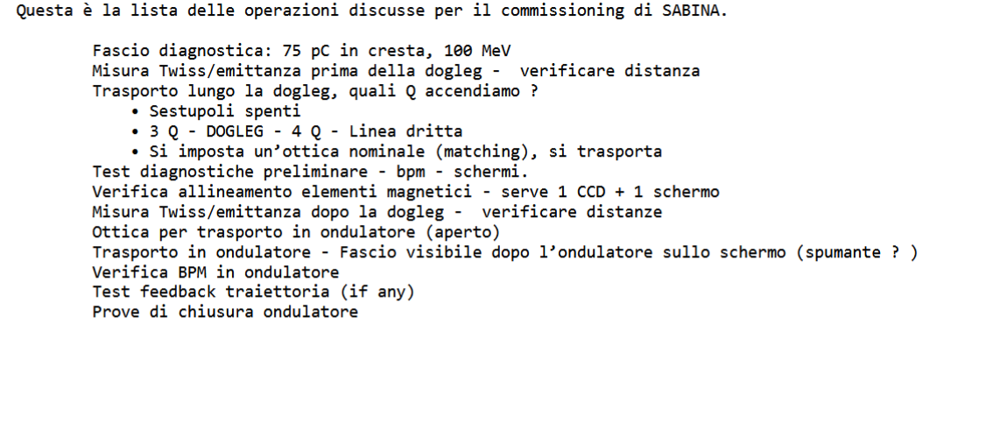 Questa è la lista delle operazioni discusse per il commissioning di SABINA.
Fascio diagnostica: 75 pC in cresta, 100 MeV
Misura Twiss/emittanza prima della dogleg -  verificare distanza
Trasporto lungo la dogleg, quali Q accendiamo ?
• Sestupoli spenti
• 3 Q - DOGLEG - 4 Q - Linea dritta
• Si imposta un’ottica nominale (matching), si trasporta
Test diagnostiche preliminare - bpm - schermi.
Verifica allineamento elementi magnetici - serve 1 CCD + 1 schermo
Misura Twiss/emittanza dopo la dogleg -  verificare distanze
Ottica per trasporto in ondulatore (aperto)
Trasporto in ondulatore - Fascio visibile dopo l’ondulatore sullo schermo (spumante ? )
Verifica BPM in ondulatore
Test feedback traiettoria (if any)
Prove di chiusura ondulatore